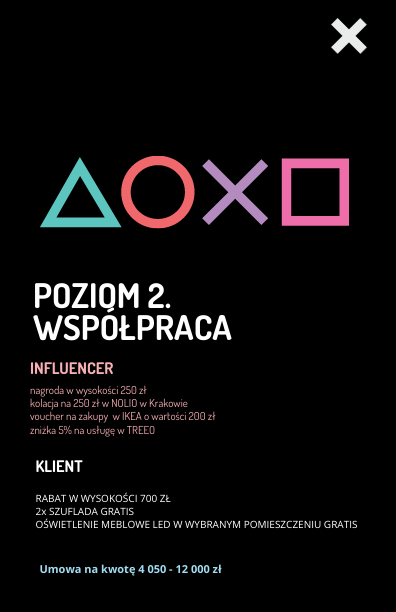 POZIOM 2.
WSPÓŁPRACA
INFLUENCER
nagroda w wysokości 250 zł
kolacja na 250 zł w NOLIO w Krakowie
voucher na zakupy w IKEA o wartości 200 zł
zniżka 5% na usługę w TREEO
KLIENT
RABAT W WYSOKOŚCI 700 ZŁ
2x SZUFLADA GRATIS
OŚWIETLENIE MEBLOWE LED W WYBRANYM POMIESZCZENIU GRATIS
Umowa na kwotę 4 050 - 12 000 zł